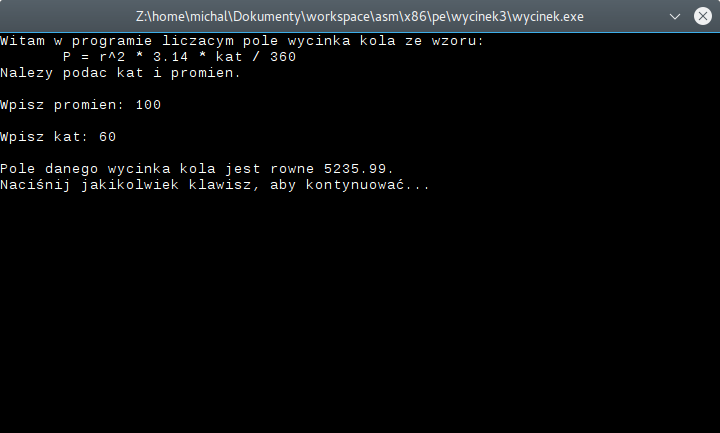 Z:\home\michal\Dokumenty\workspace\asm\x86\pe\wycinek3\wycinek.exe
Witam w programie liczacym pole wycinka kola ze wzoru:
P = r^2 * 3.14 * kat / 360
Nalezy podac kat i promien.
Wpisz promien: 100
Wpisz kat: 60
Pole danego wycinka kola jest rowne 5235.99.
Naciśnij jakikolwiek klawisz, aby kontynuować...